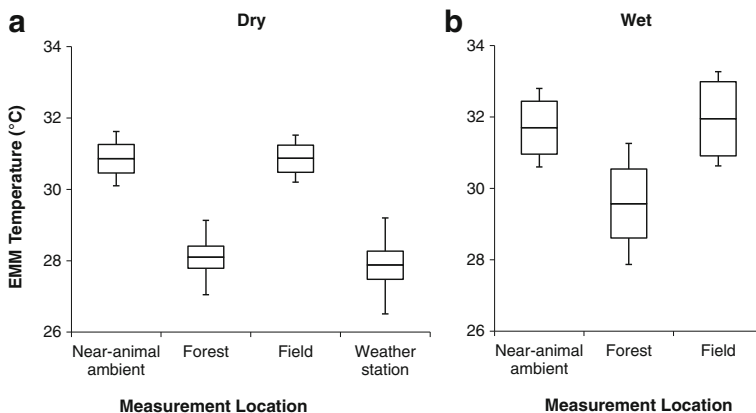 a
Dry
EMM Temperature (°C)
34
32
30
28
26
Near-animal ambient
Forest
Field
Weather station
Measurement Location
b
Wet
34
32
30
28
26
Near-animal ambient
Forest
Field
Measurement Location